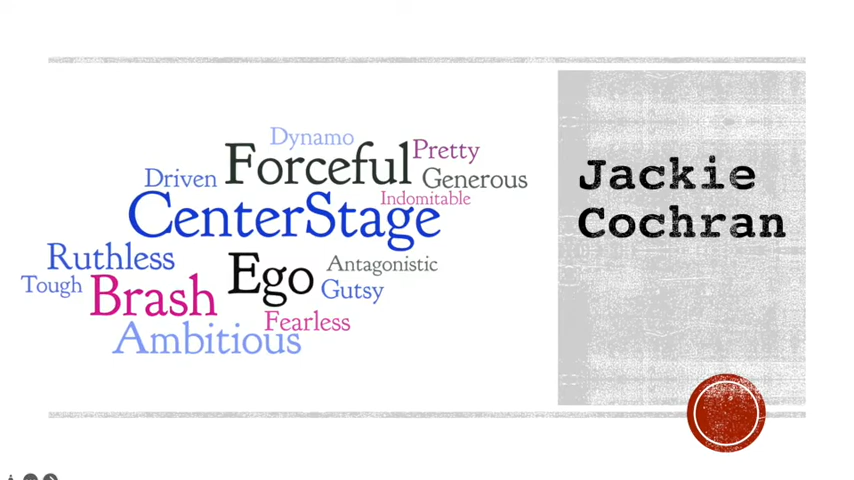 Dynamo
Forceful Pretty
Driven Generous
Indomitable
CenterStage
Ruthless Ego Antagonistic
Tough Brash Gutsy
Fearless
Ambitious
Jackie
Cochran